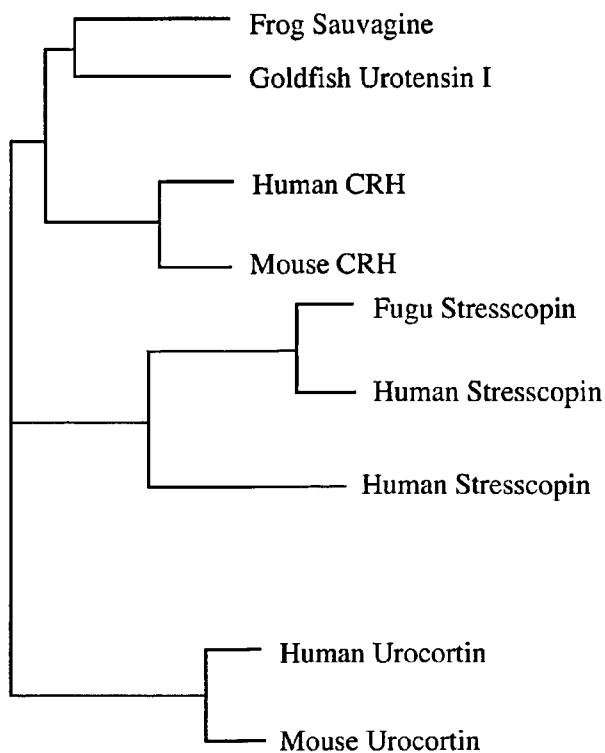 Frog Sauvagine
Goldfish Urotensin I
Human CRH
Mouse CRH
Fugu Stresscopin
Human Stresscopin
Human Stresscopin
Human Urocortin
Mouse Urocortin